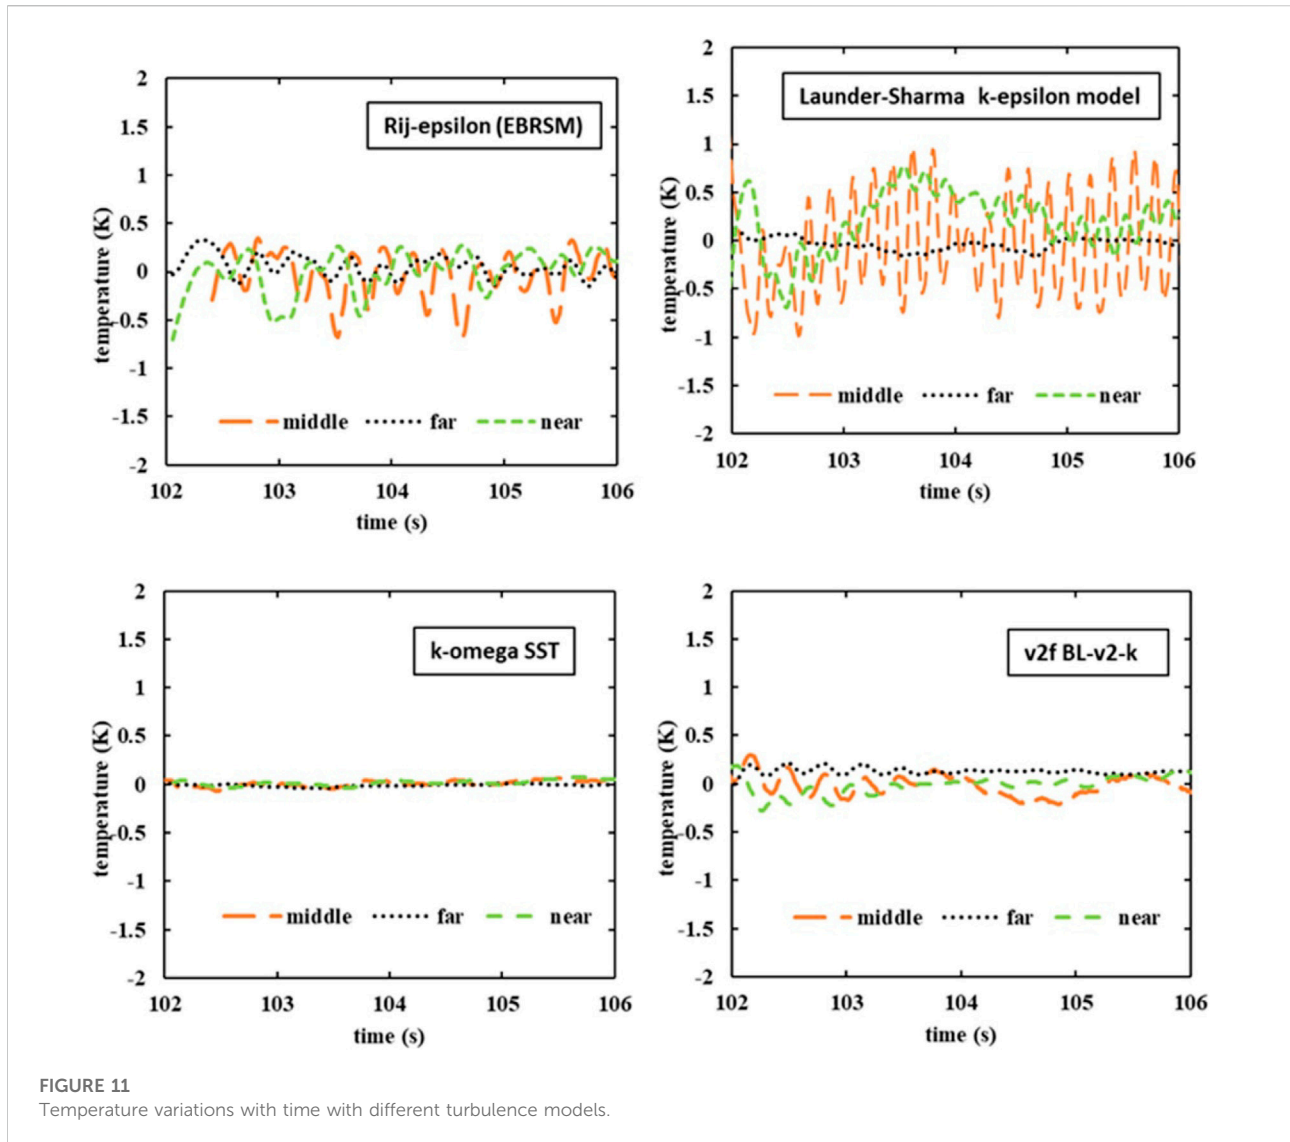 Rij-epsilon (EBRSM)
temperature (K)
2
1.5
1
0.5
0
-0.5
-1
-1.5
-2
middle far near
102 103 104 105 106
time (s)
Launder-Sharma k-epsilon model
temperature (K)
2
1.5
1
0.5
0
-0.5
-1
-1.5
-2
middle far near
102 103 104 105 106
time (s)
k-omega SST
temperature (K)
2
1.5
1
0.5
0
-0.5
-1
-1.5
-2
middle far near
102 103 104 105 106
time (s)
v2f BL-v2-k
temperature (K)
2
1.5
1
0.5
0
-0.5
-1
-1.5
-2
middle far near
102 103 104 105 106
time (s)
FIGURE 11
Temperature variations with time with different turbulence models.